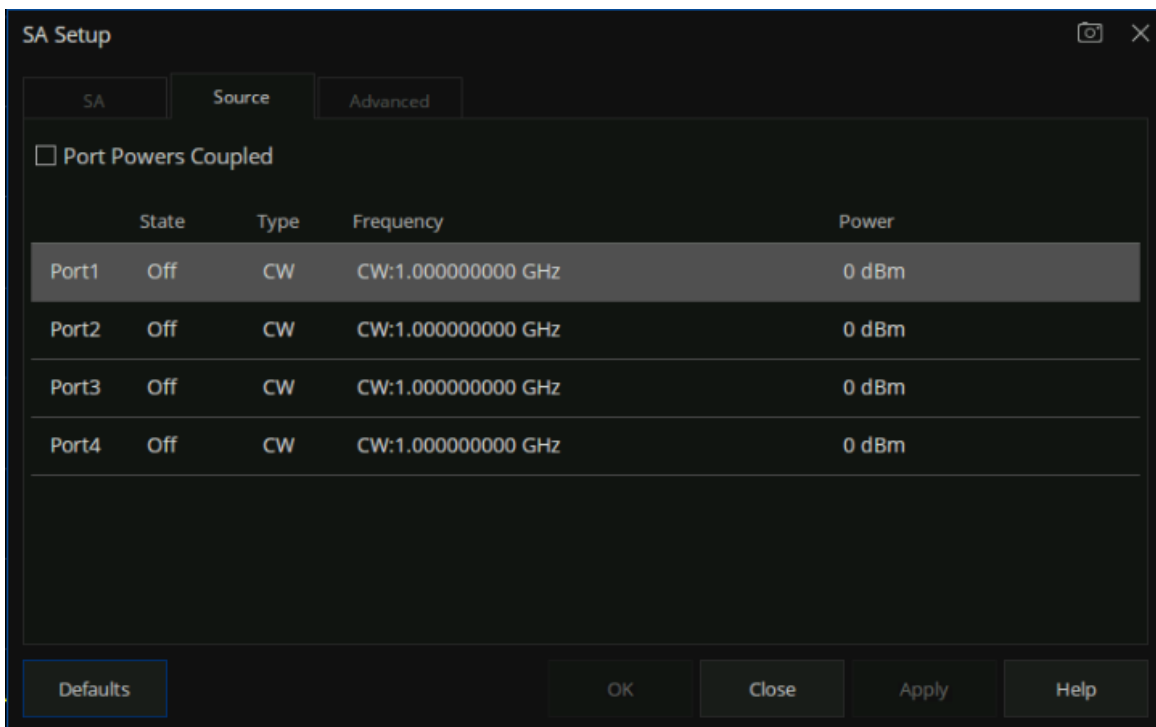 SA Setup
SA Source Advanced
Port Powers Coupled
State Type Frequency Power
Port1 Off CW CW:1.000000000 GHz 0 dBm
Port2 Off CW CW:1.000000000 GHz 0 dBm
Port3 Off CW CW:1.000000000 GHz 0 dBm
Port4 Off CW CW:1.000000000 GHz 0 dBm
Defaults OK Close Apply Help